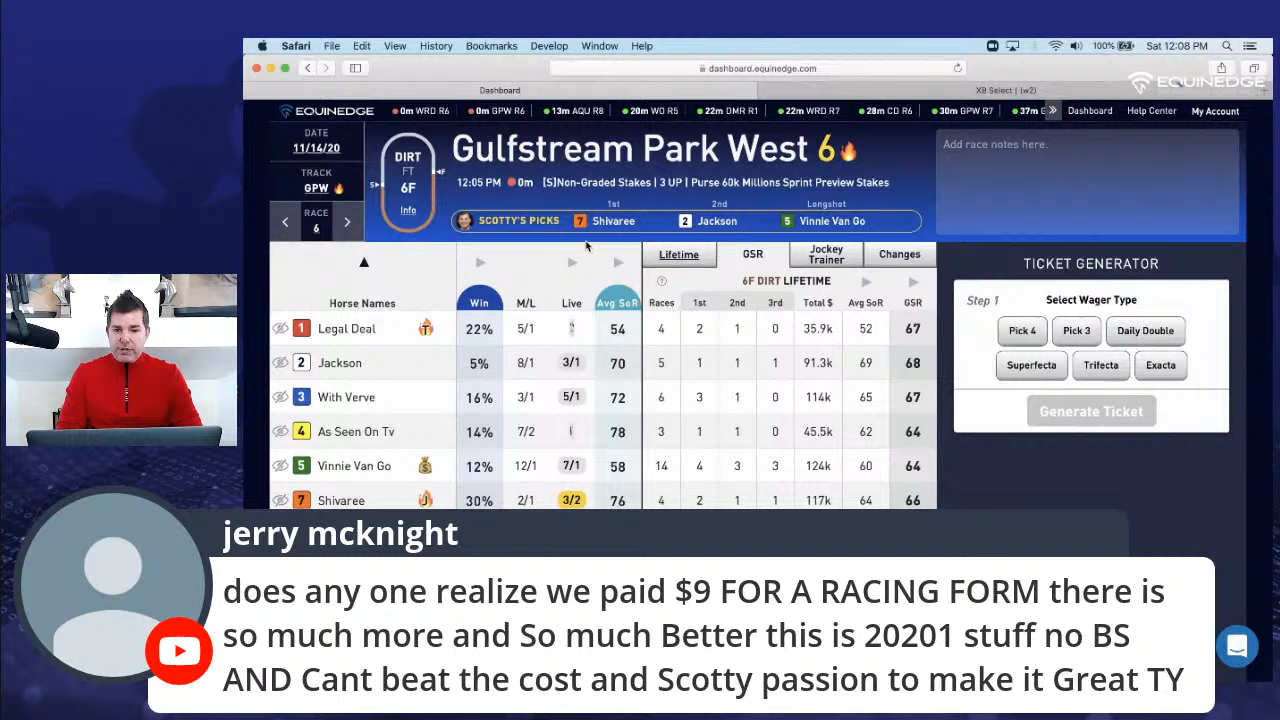 Safari File Edit View History Bookmarks Develop Window Help 100% Sat 12:08 PM
dashboard.equinedge.com
EQUINEDGE
Dashboard XB Select | (w2)
EQUINEDGE 0m WRD R6 0m GPW R6 13m AQU R8 20m WO R5 22m DMR R1 22m WRD R7 28m CD R6 30m GPW R7 37m G Dashboard Help Center My Account
DATE
11/14/20
TRACK
GPW
RACE
6
DIRT
FT
6F
S
F
Info
Gulfstream Park West 6
12:05 PM 0m [S]Non-Graded Stakes | 3 UP | Purse 60k Millions Sprint Preview Stakes
1st 2nd Longshot
SCOTTY'S PICKS 7 Shivaree 2 Jackson 5 Vinnie Van Go
Add race notes here.
Lifetime GSR Jockey Trainer Changes
6F DIRT LIFETIME
Horse Names Win M/L Live Avg SoR Races 1st 2nd 3rd Total $ Avg SoR GSR
1 Legal Deal T 22% 5/1 54 4 2 1 0 35.9k 52 67
2 Jackson 5% 8/1 3/1 70 5 1 1 1 91.3k 69 68
3 With Verve 16% 3/1 5/1 72 6 3 1 0 114k 65 67
4 As Seen On Tv 14% 7/2 78 3 1 1 0 45.5k 62 64
5 Vinnie Van Go 12% 12/1 7/1 58 14 4 3 3 124k 60 64
7 Shivaree J 30% 2/1 3/2 76 4 2 1 1 117k 64 66
TICKET GENERATOR
Step 1 Select Wager Type
Pick 4 Pick 3 Daily Double
Superfecta Trifecta Exacta
Generate Ticket
jerry mcknight
does any one realize we paid $9 FOR A RACING FORM there is
so much more and So much Better this is 20201 stuff no BS
AND Cant beat the cost and Scotty passion to make it Great TY